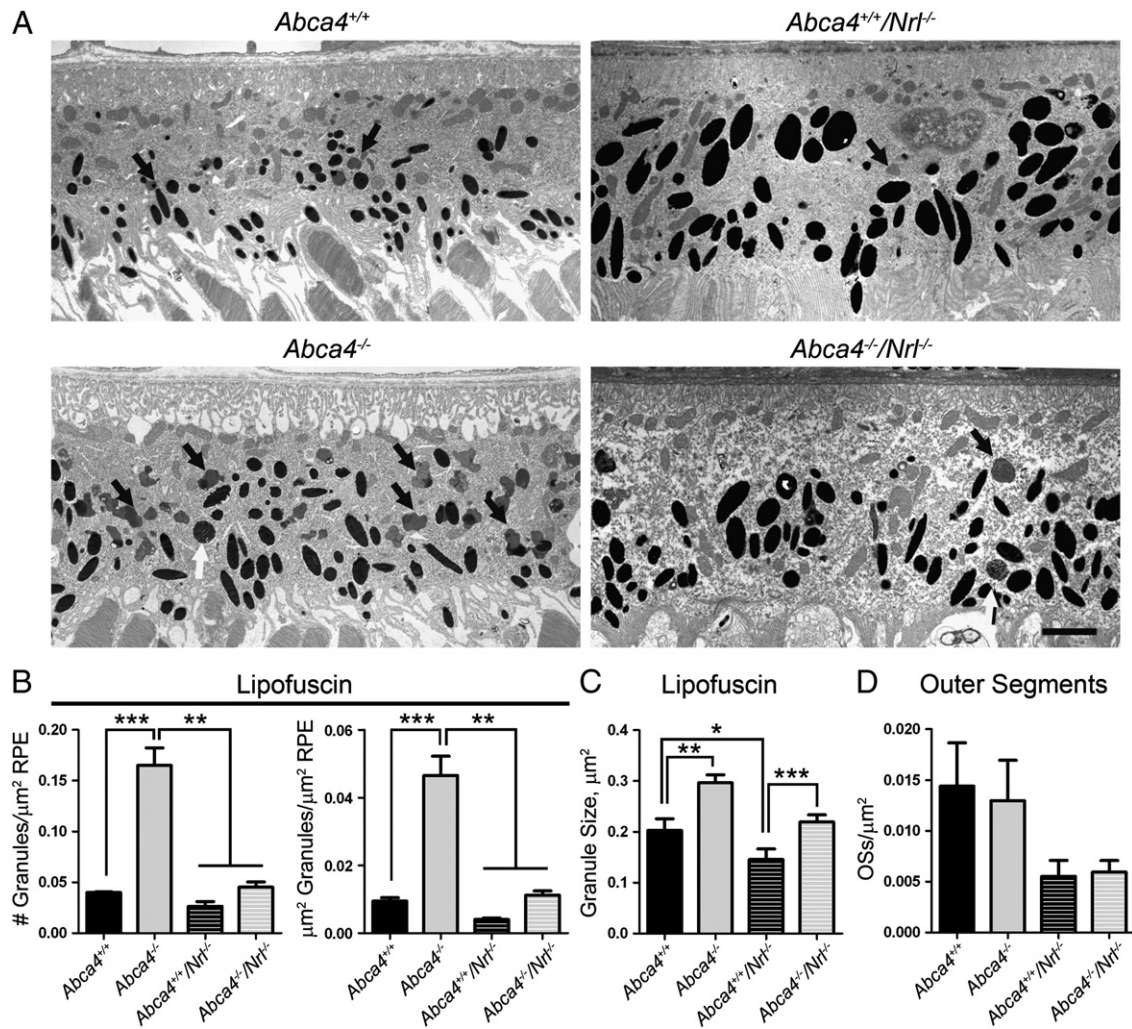 A
Abca4+/+
Abca4+/+/Nrl-/-
Abca4-/-
Abca4-/-/Nrl-/-
B
Lipofuscin
# Granules/µm² RPE
0.20
0.15
0.10
0.05
0.00
***
**
Abca4+/+
Abca4-/-
Abca4+/+/Nrl-/-
Abca4-/-/Nrl-/-
µm² Granules/µm² RPE
0.06
0.04
0.02
0.00
***
**
Abca4+/+
Abca4-/-
Abca4+/+/Nrl-/-
Abca4-/-/Nrl-/-
C
Lipofuscin
Granule Size, µm²
0.4
0.3
0.2
0.1
0.0
*
**
***
Abca4+/+
Abca4-/-
Abca4+/+/Nrl-/-
Abca4-/-/Nrl-/-
D
Outer Segments
OSs/µm²
0.020
0.015
0.010
0.005
0.000
Abca4+/+
Abca4-/-
Abca4+/+/Nrl-/-
Abca4-/-/Nrl-/-